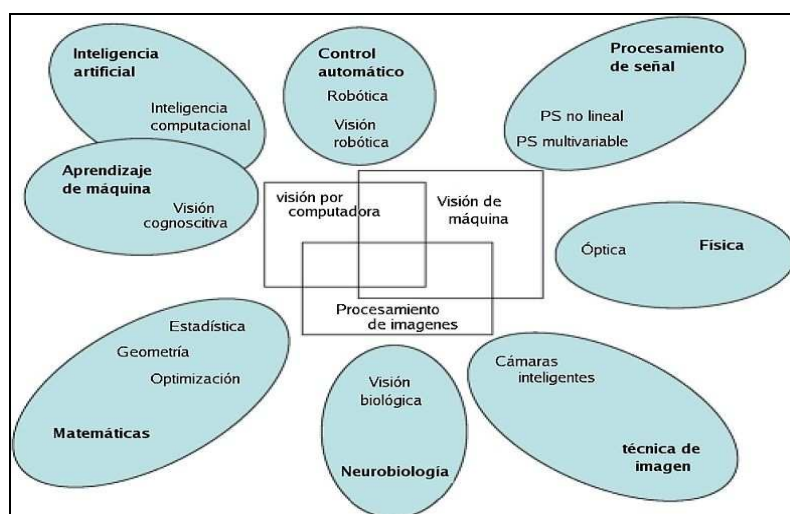 Inteligencia
artificial
Inteligencia
computacional
Control
automático
Robótica
Visión
robótica
Procesamiento
de señal
PS no lineal
PS multivariable
Aprendizaje
de máquina
Visión
cognoscitiva
visión por
computadora
Visión de
máquina
Procesamiento
de imagenes
Óptica
Física
Estadística
Geometría
Optimización
Matemáticas
Visión
biológica
Neurobiología
Cámaras
inteligentes
técnica de
imagen